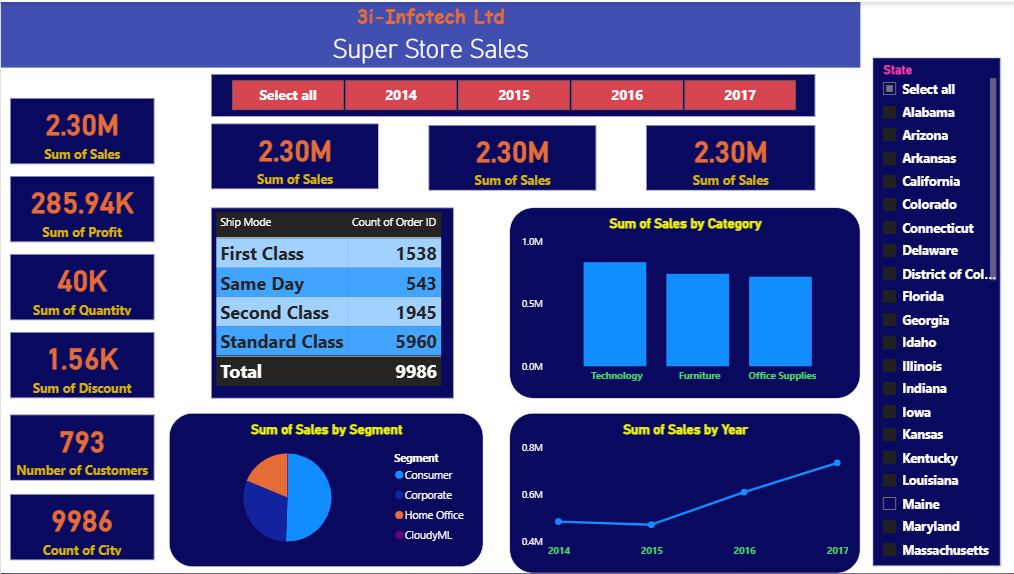 3i-Infotech Ltd
Super Store Sales
Select all 2014 2015 2016 2017
2.30M
Sum of Sales
285.94K
Sum of Profit
40K
Sum of Quantity
1.56K
Sum of Discount
793
Number of Customers
9986
Count of City
2.30M
Sum of Sales
2.30M
Sum of Sales
2.30M
Sum of Sales
Ship Mode Count of Order ID
First Class 1538
Same Day 543
Second Class 1945
Standard Class 5960
Total 9986
Sum of Sales by Category
1.0M
0.5M
0.0M
Technology Furniture Office Supplies
Sum of Sales by Segment
Segment
Consumer
Corporate
Home Office
CloudyML
Sum of Sales by Year
0.8M
0.6M
0.4M
2014 2015 2016 2017
State
Select all
Alabama
Arizona
Arkansas
California
Colorado
Connecticut
Delaware
District of Col...
Florida
Georgia
Idaho
Illinois
Indiana
Iowa
Kansas
Kentucky
Louisiana
Maine
Maryland
Massachusetts